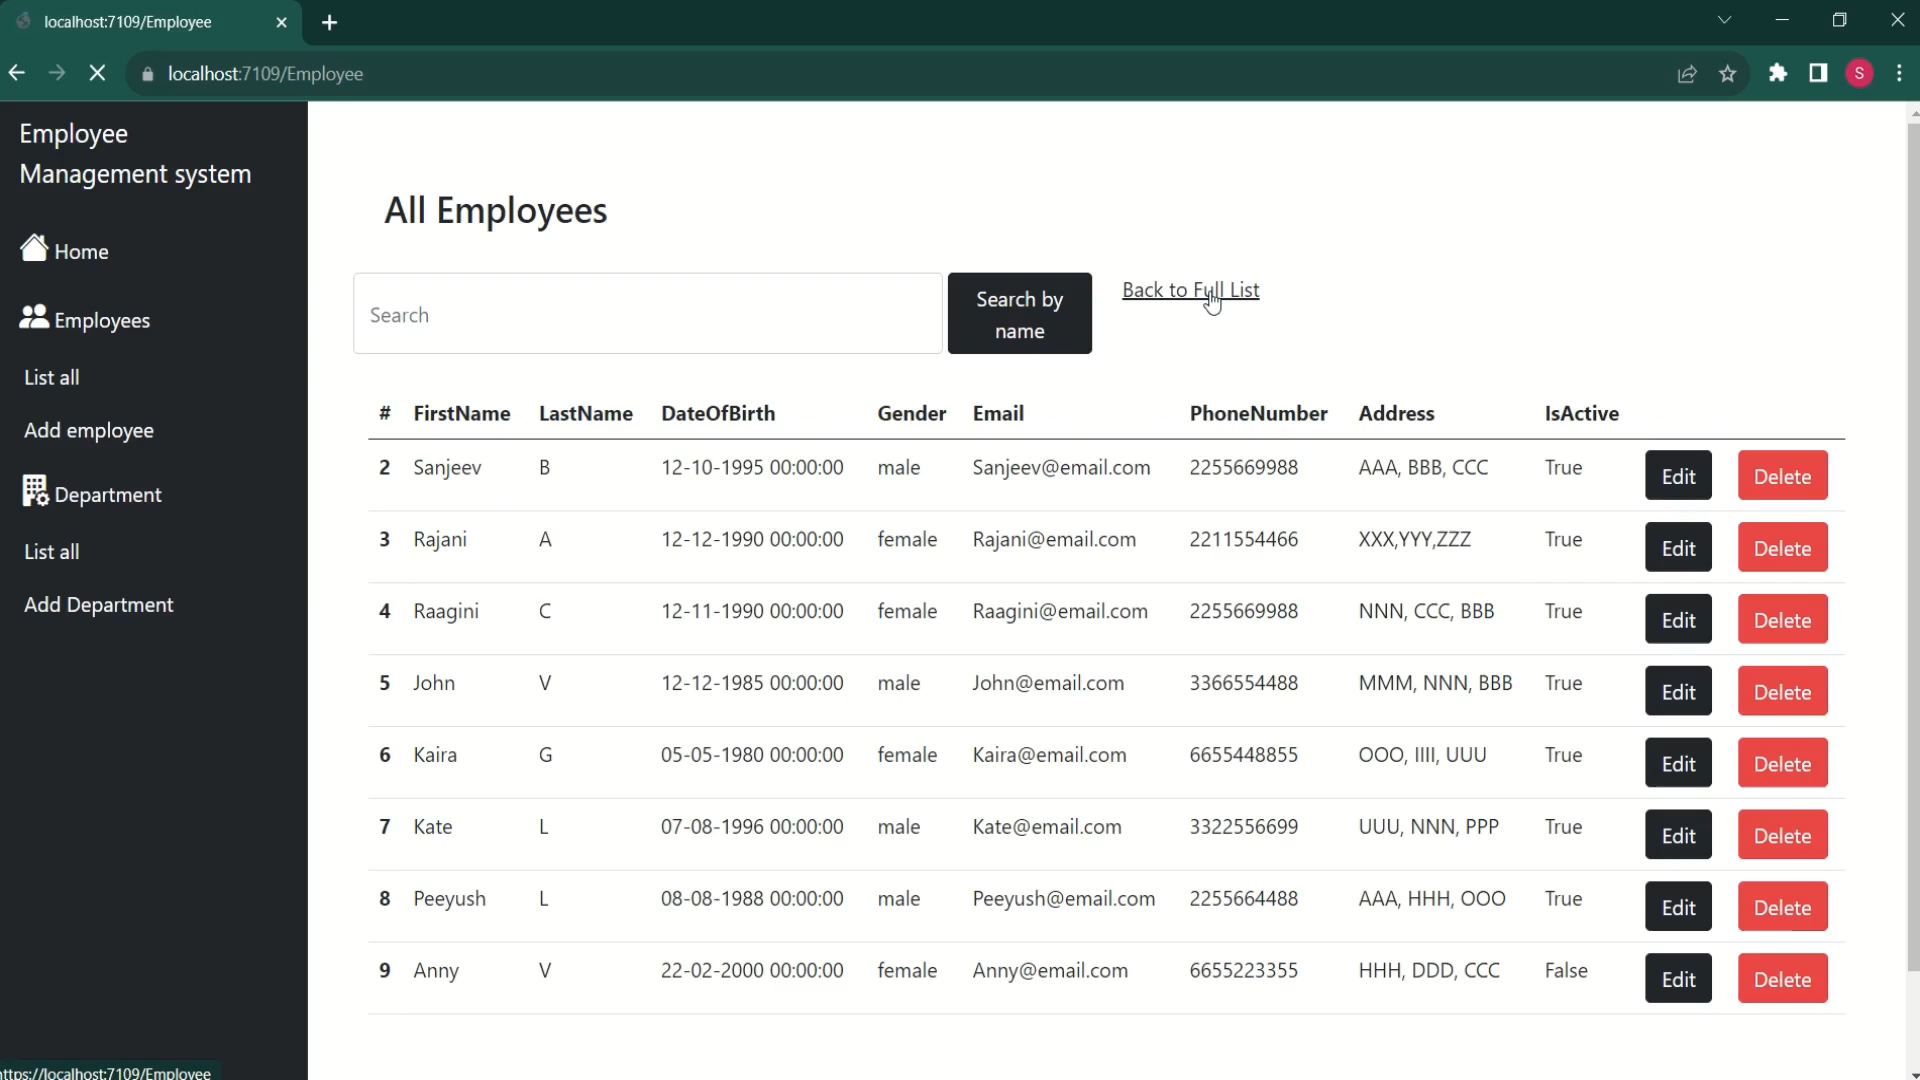 localhost:7109/Employee
localhost:7109/Employee
S
Employee
Management system
Home
Employees
List all
Add employee
Department
List all
Add Department
All Employees
Search
Search by
name
Back to Full List
# FirstName LastName DateOfBirth Gender Email PhoneNumber Address IsActive
2 Sanjeev B 12-10-1995 00:00:00 male Sanjeev@email.com 2255669988 AAA, BBB, CCC True Edit Delete
3 Rajani A 12-12-1990 00:00:00 female Rajani@email.com 2211554466 XXX,YYY,ZZZ True Edit Delete
4 Raagini C 12-11-1990 00:00:00 female Raagini@email.com 2255669988 NNN, CCC, BBB True Edit Delete
5 John V 12-12-1985 00:00:00 male John@email.com 3366554488 MMM, NNN, BBB True Edit Delete
6 Kaira G 05-05-1980 00:00:00 female Kaira@email.com 6655448855 OOO, IIII, UUU True Edit Delete
7 Kate L 07-08-1996 00:00:00 male Kate@email.com 3322556699 UUU, NNN, PPP True Edit Delete
8 Peeyush L 08-08-1988 00:00:00 male Peeyush@email.com 2255664488 AAA, HHH, OOO True Edit Delete
9 Anny V 22-02-2000 00:00:00 female Anny@email.com 6655223355 HHH, DDD, CCC False Edit Delete
https://localhost:7109/Employee